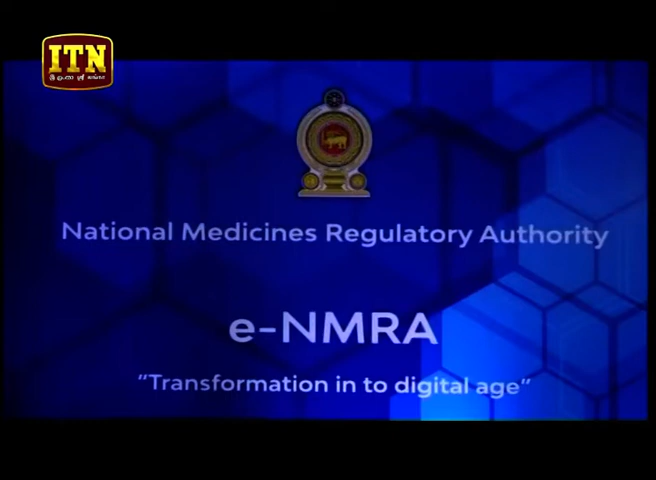 ITN
National Medicines Regulatory Authority
e-NMRA
“Transformation in to digital age”